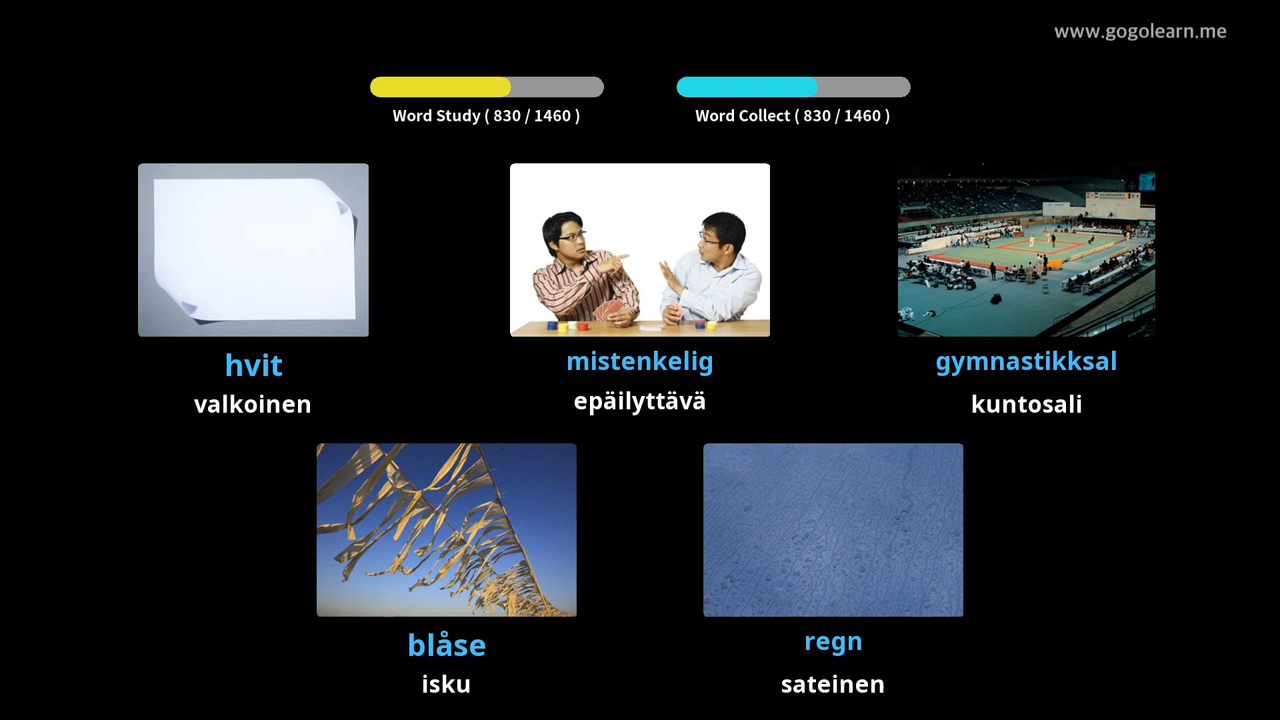 www.gogolearn.me
Word Study ( 830 / 1460 )
Word Collect ( 830 / 1460 )
hvit
valkoinen
mistenkelig
epäilyttävä
gymnastikksal
kuntosali
blåse
isku
regn
sateinen